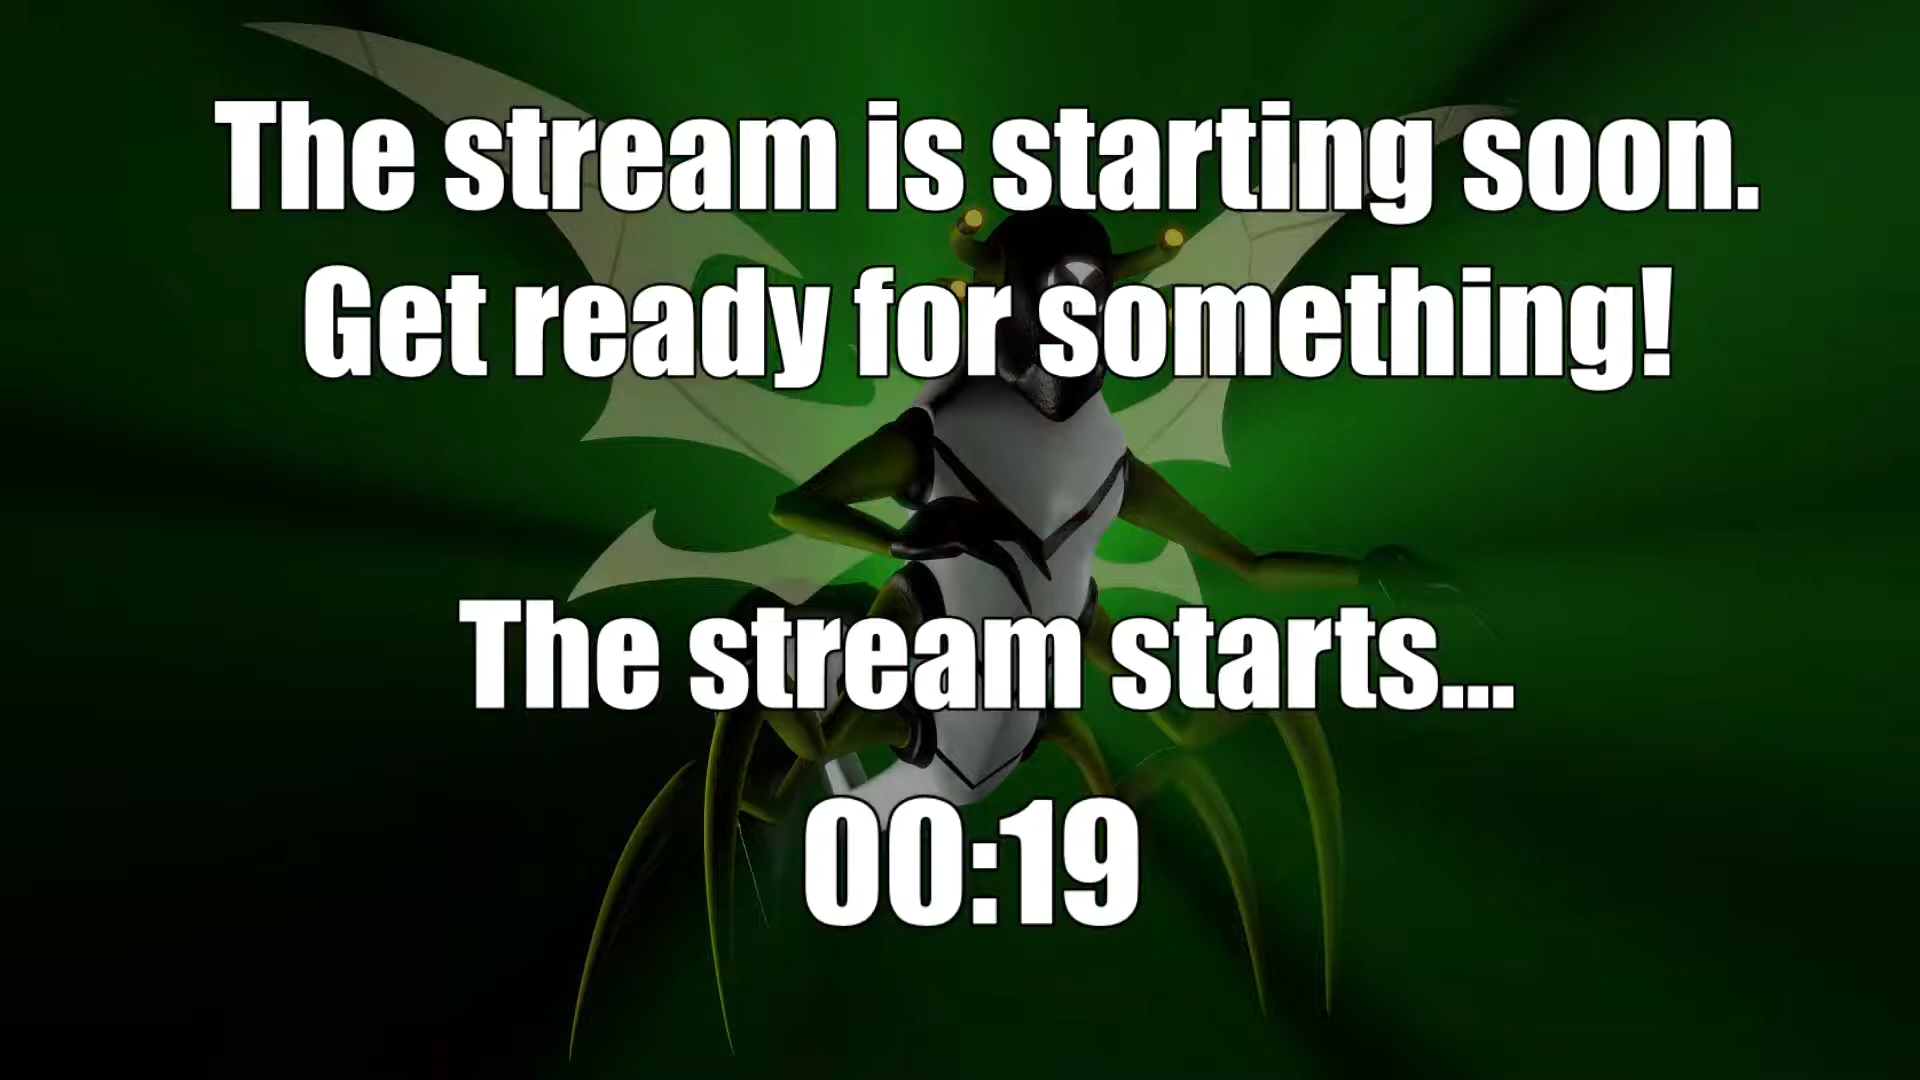 The stream is starting soon.
Get ready for something!
The stream starts...
00:19